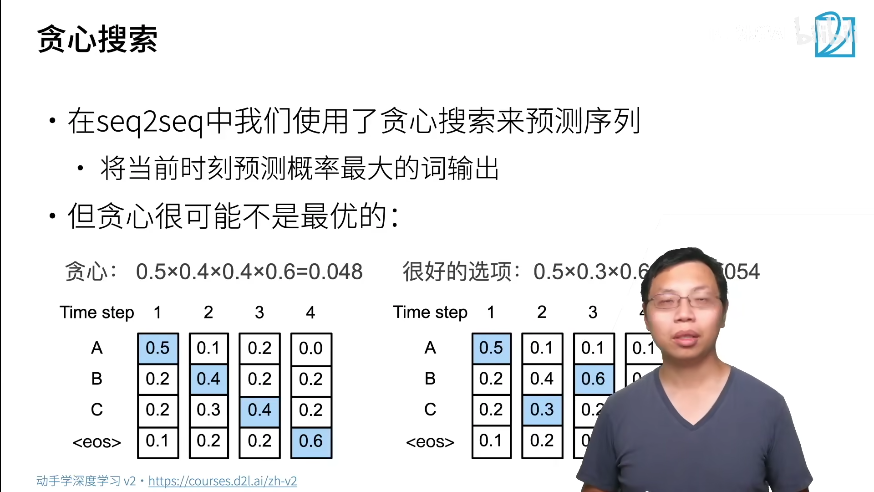 贪心搜索
• 在seq2seq中我们使用了贪心搜索来预测序列
• 将当前时刻预测概率最大的词输出
• 但贪心很可能不是最优的：
贪心： 0.5×0.4×0.4×0.6=0.048
Time step 1 2 3 4
A 0.5 0.1 0.2 0.0
B 0.2 0.4 0.2 0.2
C 0.2 0.3 0.4 0.2
<eos> 0.1 0.2 0.2 0.6
很好的选项： 0.5×0.3×0.6 054
Time step 1 2 3
A 0.5 0.1 0.1 0.1
B 0.2 0.4 0.6
C 0.2 0.3
<eos> 0.1 0.2
动手学深度学习 v2 • https://courses.d2l.ai/zh-v2